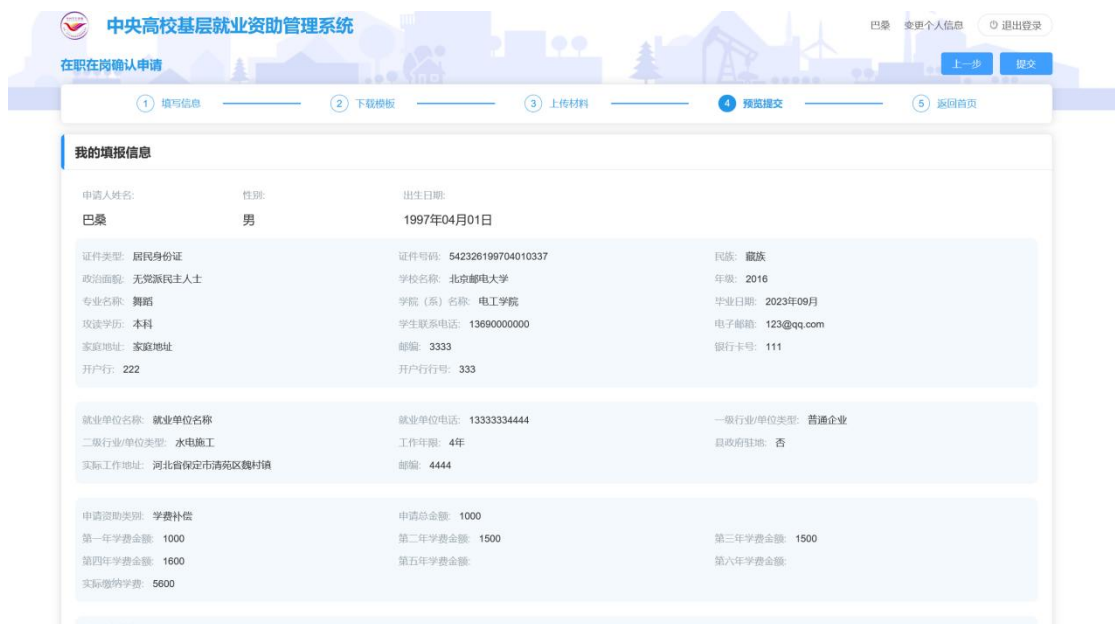 中央高校基层就业资助管理系统
巴桑 变更个人信息 退出登录
在职在岗确认申请
上一步 提交
1 填写信息 2 下载模板 3 上传材料 4 预览提交 5 返回首页
我的填报信息
申请人姓名: 性别: 出生日期:
巴桑 男 1997年04月01日
证件类型: 居民身份证 证件号码: 542326199704010337 民族: 藏族
政治面貌: 无党派民主人士 学校名称: 北京邮电大学 年级: 2016
专业名称: 舞蹈 学院（系）名称: 电工学院 毕业日期: 2023年09月
攻读学历: 本科 学生联系电话: 13690000000 电子邮箱: 123@qq.com
家庭地址: 家庭地址 邮编: 3333 银行卡号: 111
开户行: 222 开户行行号: 333
就业单位名称: 就业单位名称 就业单位电话: 13333334444 一级行业/单位类型: 普通企业
二级行业/单位类型: 水电施工 工作年限: 4年 县政府驻地: 否
实际工作地址: 河北省保定市清苑区魏村镇 邮编: 4444
申请资助类别: 学费补偿 申请总金额: 1000
第一年学费金额: 1000 第二年学费金额: 1500 第三年学费金额: 1500
第四年学费金额: 1600 第五年学费金额: 第六年学费金额:
实际缴纳学费: 5600